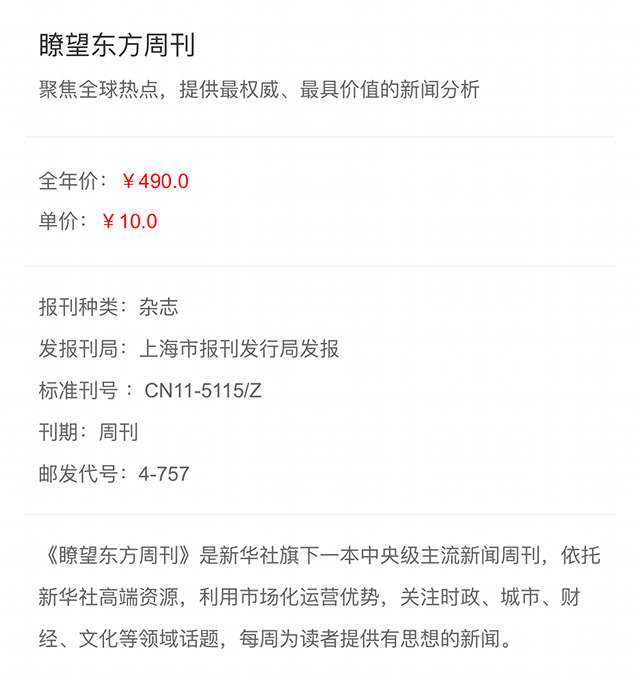 瞭望东方周刊
聚焦全球热点，提供最权威、最具价值的新闻分析
全年价：￥490.0
单价：￥10.0
报刊种类：杂志
发报刊局：上海市报刊发行局发报
标准刊号 ：CN11-5115/Z
刊期：周刊
邮发代号：4-757
《瞭望东方周刊》是新华社旗下一本中央级主流新闻周刊，依托
新华社高端资源，利用市场化运营优势，关注时政、城市、财
经、文化等领域话题，每周为读者提供有思想的新闻。